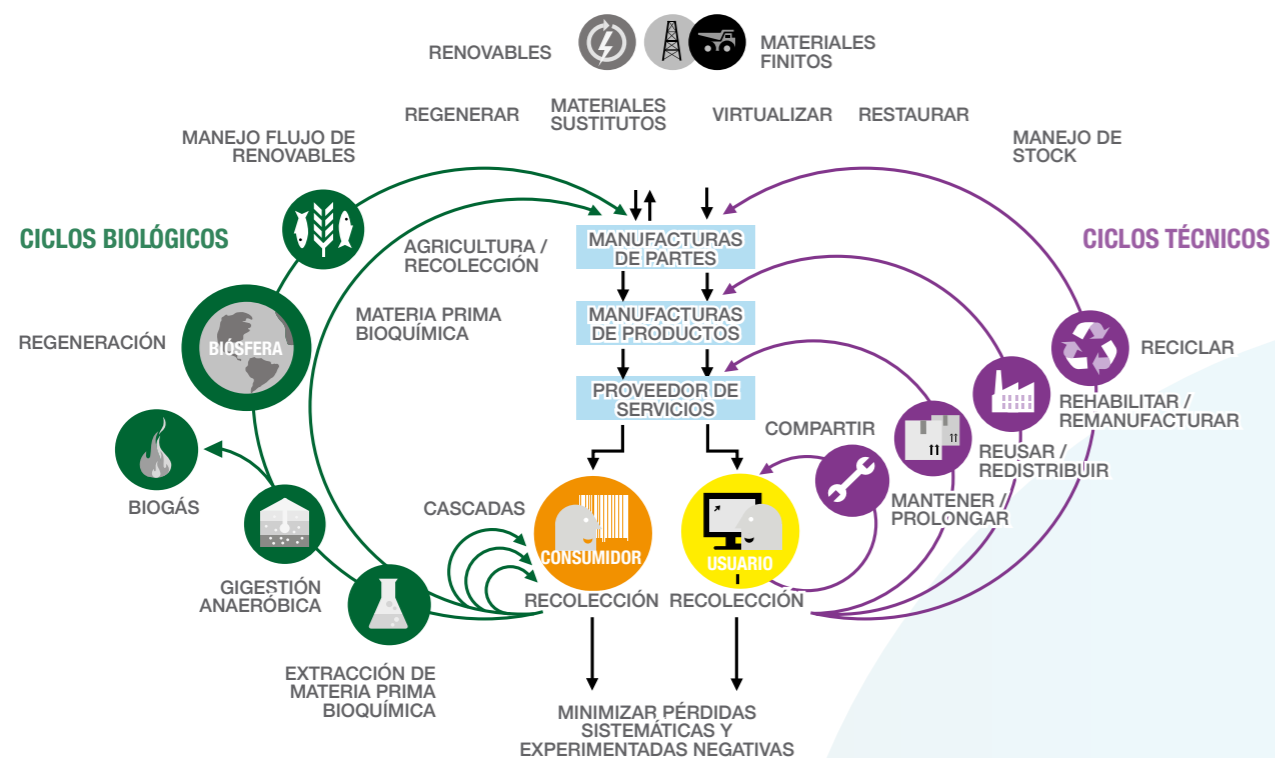 RENOVABLES
MATERIALES
FINITOS
REGENERAR
MATERIALES
SUSTITUTOS
VIRTUALIZAR
RESTAURAR
MANEJO FLUJO DE
RENOVABLES
MANEJO DE
STOCK
CICLOS BIOLÓGICOS
AGRICULTURA /
RECOLECCIÓN
MANUFACTURAS
DE PARTES
CICLOS TÉCNICOS
MATERIA PRIMA
BIOQUÍMICA
MANUFACTURAS
DE PRODUCTOS
REGENERACIÓN
BIÓSFERA
RECICLAR
PROVEEDOR DE
SERVICIOS
REHABILITAR /
REMANUFACTURAR
COMPARTIR
REUSAR /
REDISTRIBUIR
BIOGÁS
CASCADAS
MANTENER /
PROLONGAR
CONSUMIDOR
USUARIO
GIGESTIÓN
ANAERÓBICA
RECOLECCIÓN
RECOLECCIÓN
EXTRACCIÓN DE
MATERIA PRIMA
BIOQUÍMICA
MINIMIZAR PÉRDIDAS
SISTEMÁTICAS Y
EXPERIMENTADAS NEGATIVAS